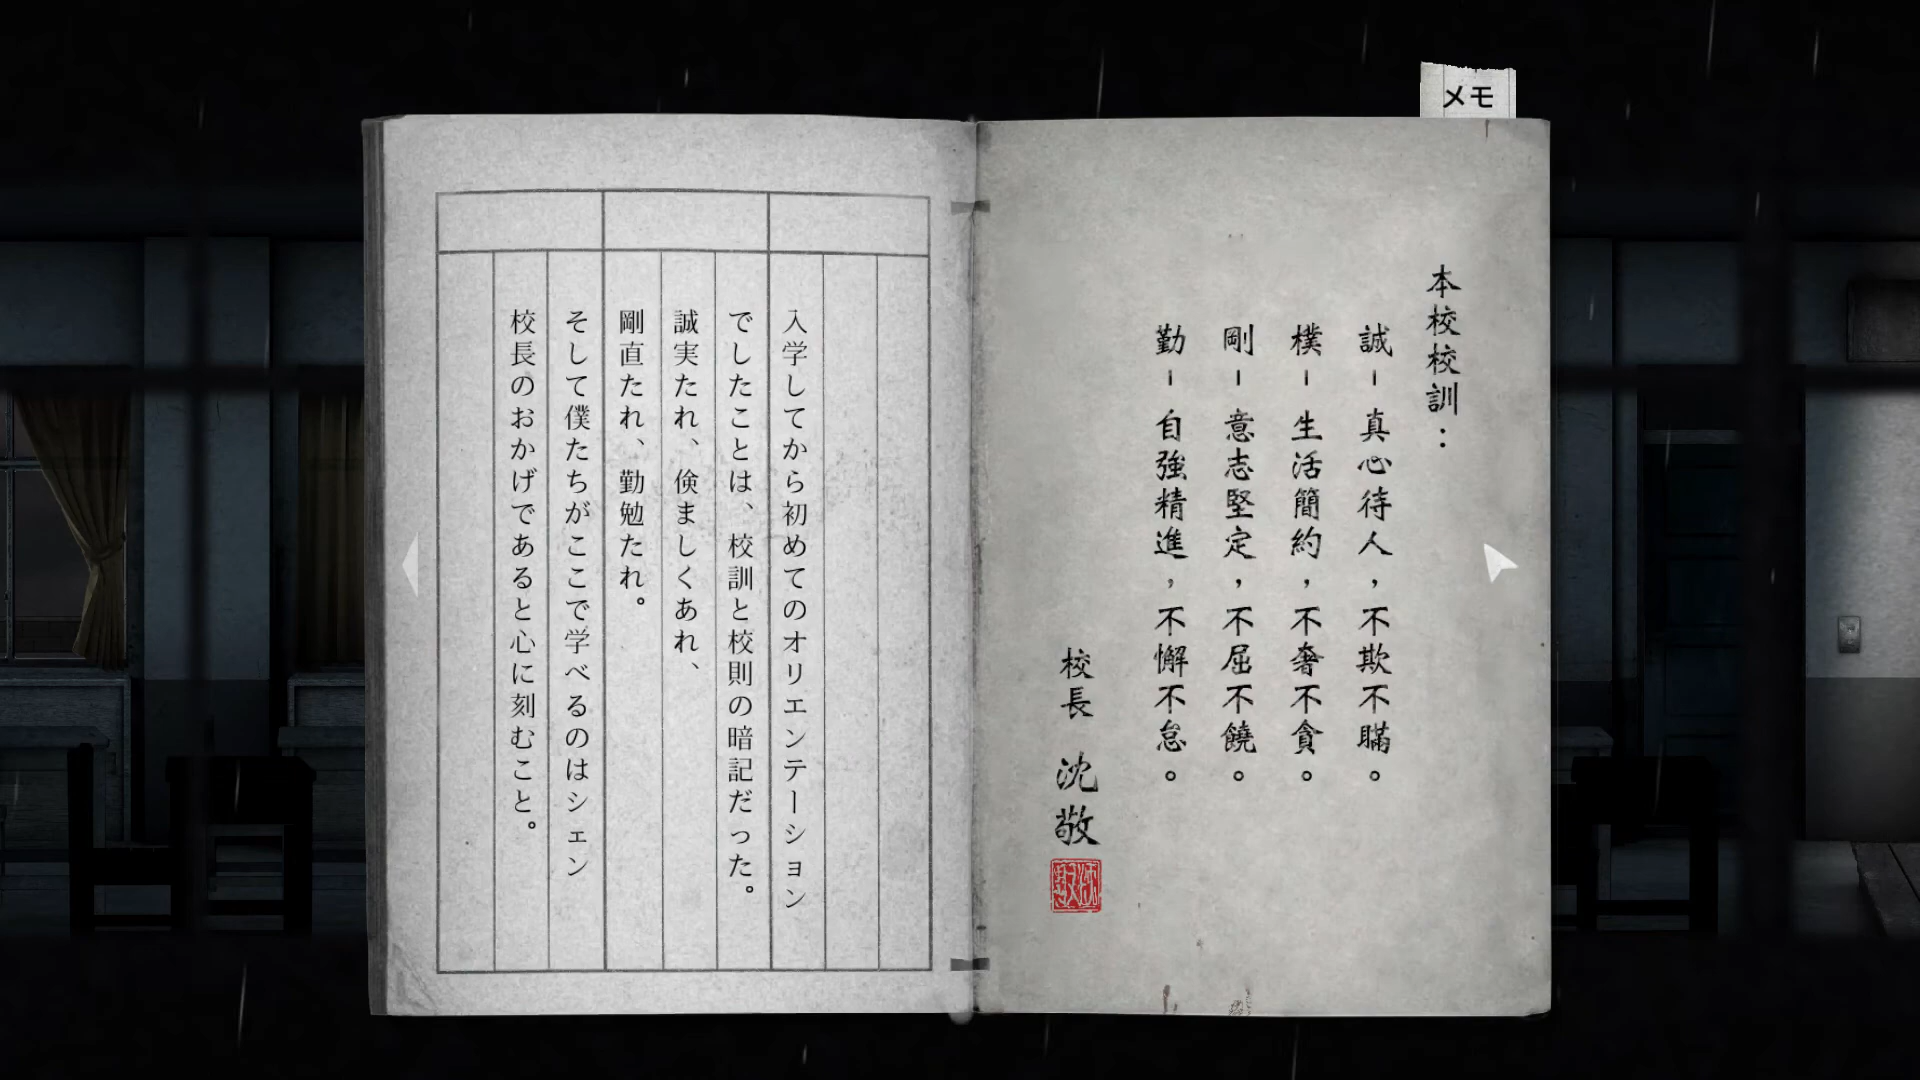 メモ
本校校訓：
誠－真心待人，不欺不瞞。
樸－生活簡約，不奢不貪。
剛－意志堅定，不屈不饒。
勤－自強精進，不懈不怠。
校長 沈敬
入学してから初めてのオリエンテーション
でしたことは、校訓と校則の暗記だった。
誠実たれ、倹ましくあれ、
剛直たれ、勤勉たれ。
そして僕たちがここで学べるのはシェン
校長のおかげであると心に刻むこと。